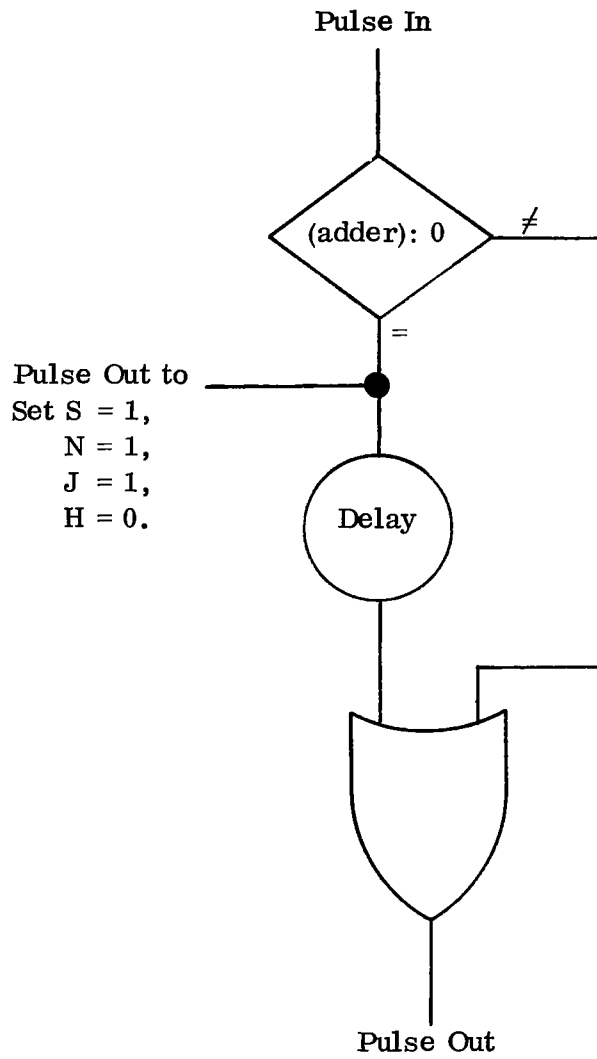 Pulse In
(adder): 0
≠
=
Pulse Out to
Set S = 1,
N = 1,
J = 1,
H = 0.
Delay
Pulse Out